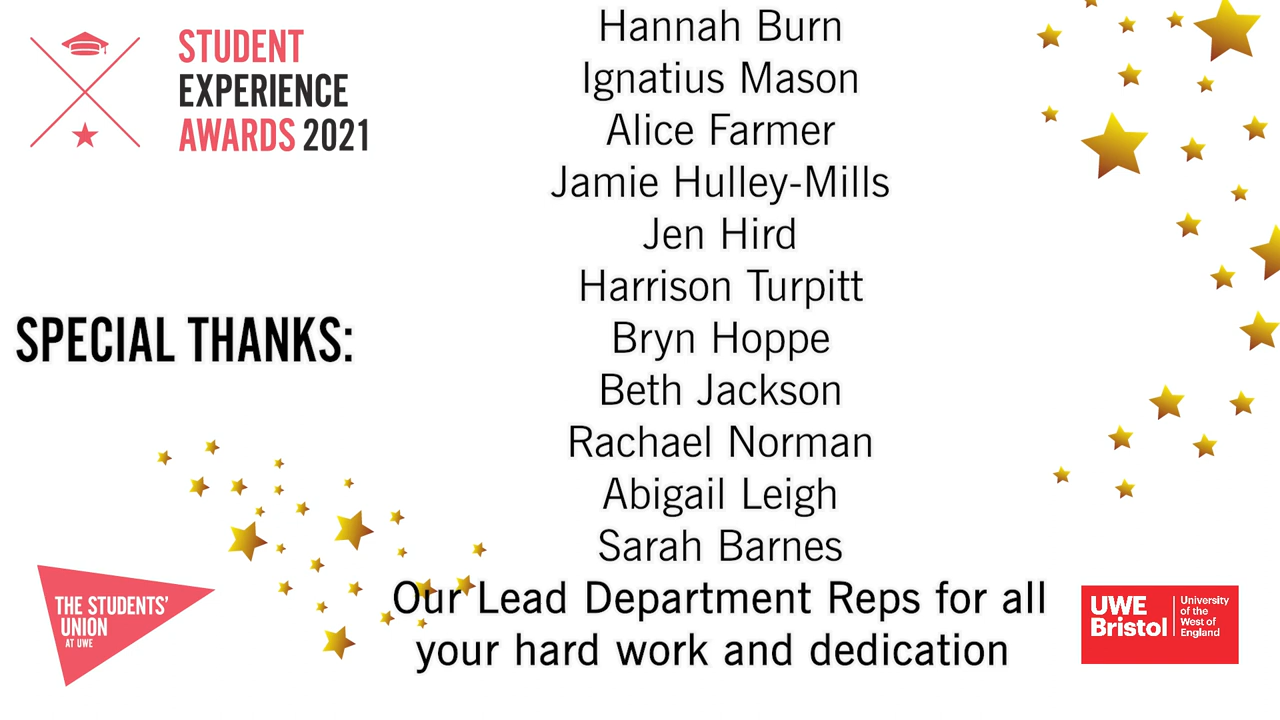 STUDENT
EXPERIENCE
AWARDS 2021
SPECIAL THANKS:
Hannah Burn
Ignatius Mason
Alice Farmer
Jamie Hulley-Mills
Jen Hird
Harrison Turpitt
Bryn Hoppe
Beth Jackson
Rachael Norman
Abigail Leigh
Sarah Barnes
Our Lead Department Reps for all
your hard work and dedication
THE STUDENTS'
UNION
AT UWE
UWE
Bristol
University
of the
West of
England